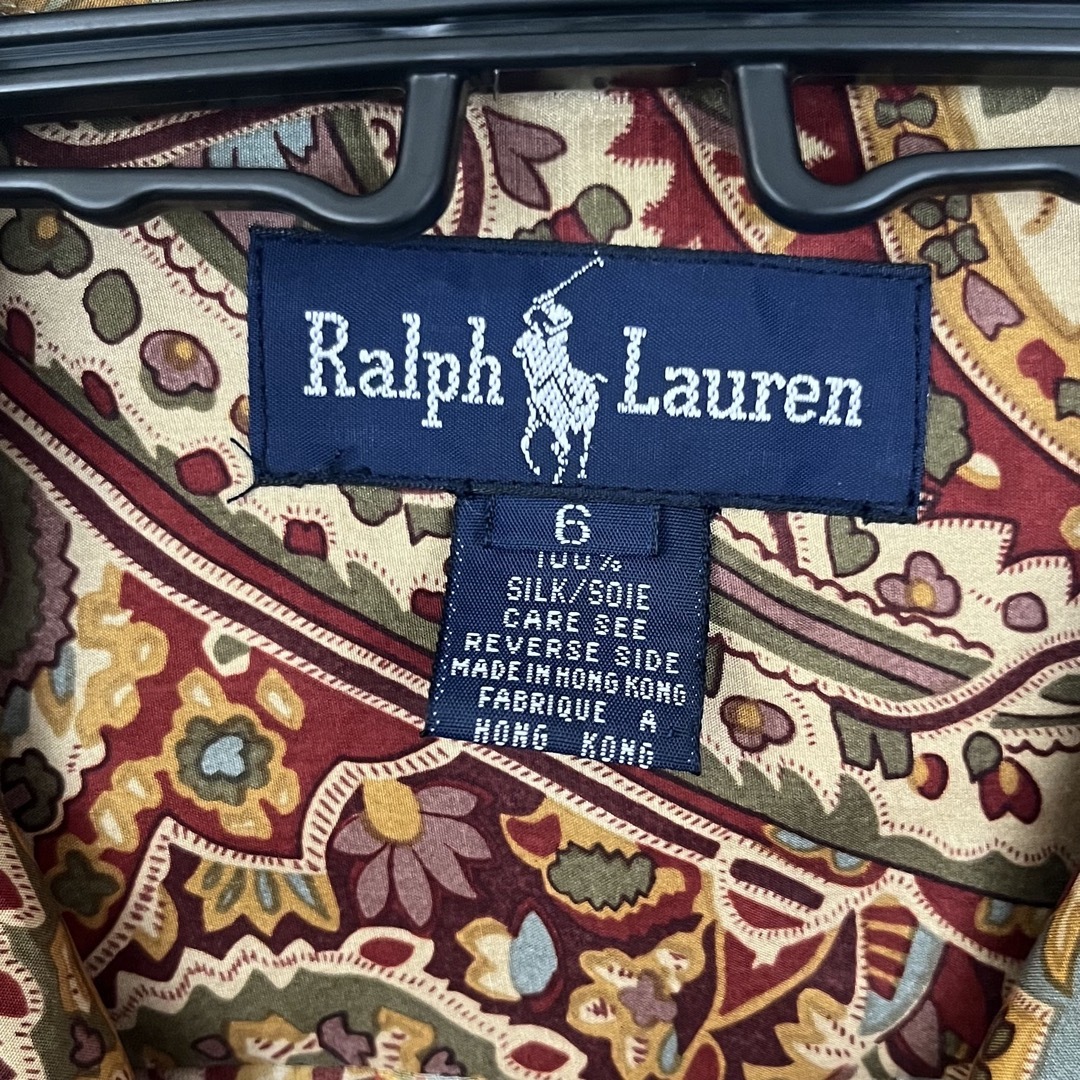 Ralph Lauren
6
100%
SILK/SOIE
CARE SEE
REVERSE SIDE
MADE IN HONG KONG
FABRIQUE A
HONG KONG